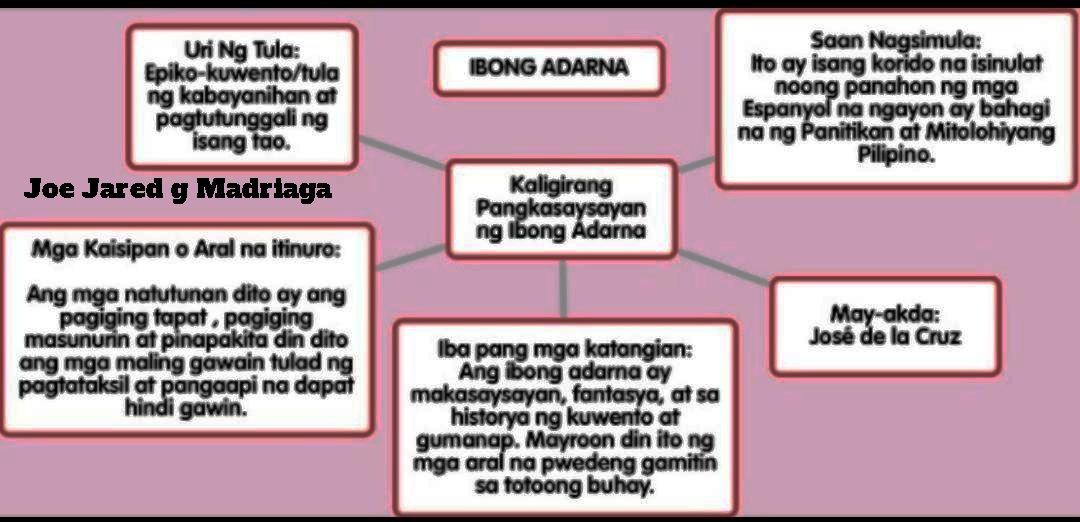 Uri Ng Tula:
Epiko-kuwento/tula
ng kabayanihan at
pagtutunggali ng
isang tao.
IBONG ADARNA
Saan Nagsimula:
Ito ay isang korido na isinulat
noong panahon ng mga
Espanyol na ngayon ay bahagi
na ng Panitikan at Mitolohiyang
Pilipino.
Joe Jared g Madriaga
Kaligirang
Pangkasaysayan
ng Ibong Adarna
Mga Kaisipan o Aral na itinuro:
Ang mga natutunan dito ay ang
pagiging tapat , pagiging
masunurin at pinapakita din dito
ang mga maling gawain tulad ng
pagtataksil at pangaapi na dapat
hindi gawin.
Iba pang mga katangian:
Ang ibong adarna ay
makasaysayan, fantasya, at sa
historya ng kuwento at
gumanap. Mayroon din ito ng
mga aral na pwedeng gamitin
sa totoong buhay.
May-akda:
José de la Cruz